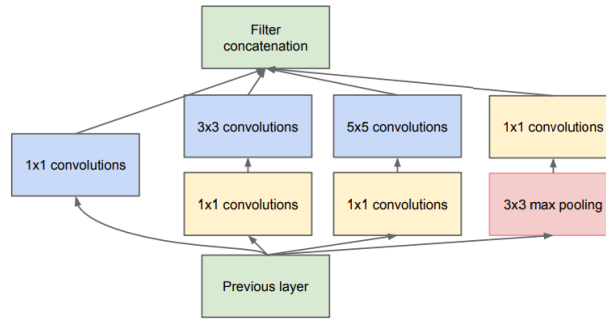 Filter
concatenation
3x3 convolutions
5x5 convolutions
1x1 convolutions
1x1 convolutions
1x1 convolutions
1x1 convolutions
3x3 max pooling
Previous layer